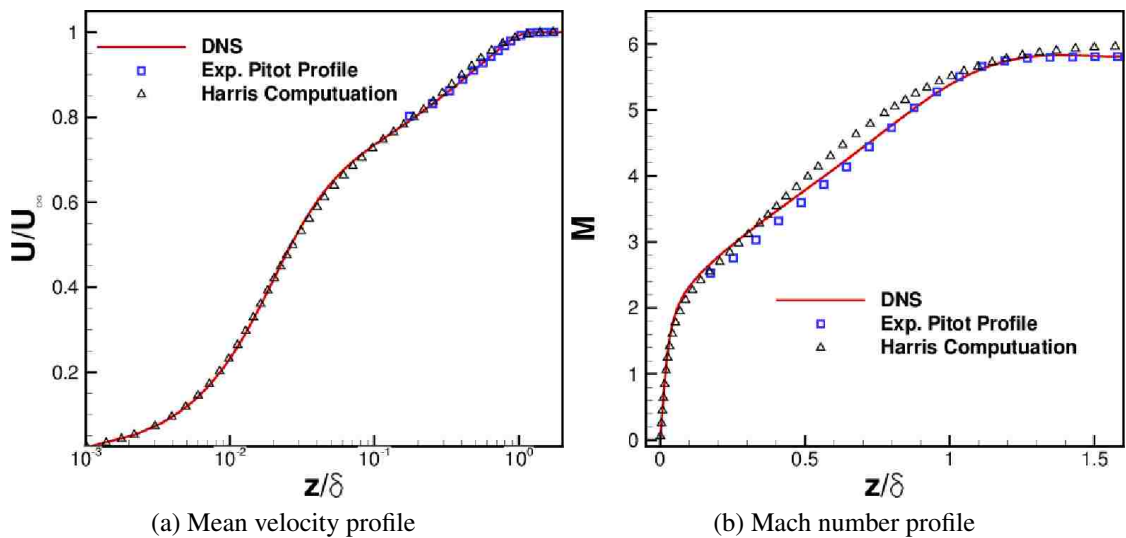 1
0.8
0.6
0.4
0.2
U/U∞
10-3
10-2
10-1
100
z/δ
DNS
Exp. Pitot Profile
Harris Computuation
(a) Mean velocity profile
6
5
4
3
2
1
0
M
0
0.5
1
1.5
z/δ
DNS
Exp. Pitot Profile
Harris Computuation
(b) Mach number profile